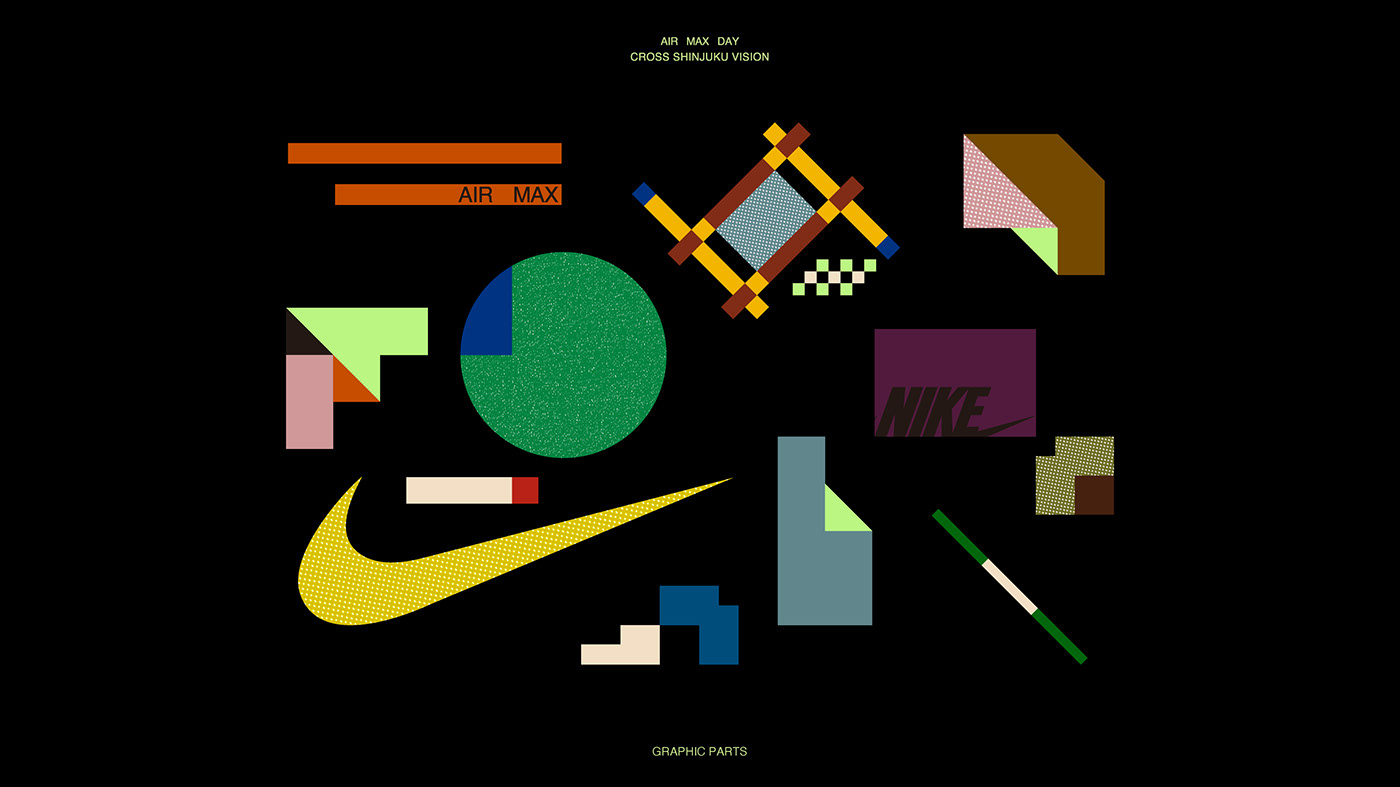 AIR MAX DAY
CROSS SHINJUKU VISION
AIR MAX
NIKE
GRAPHIC PARTS